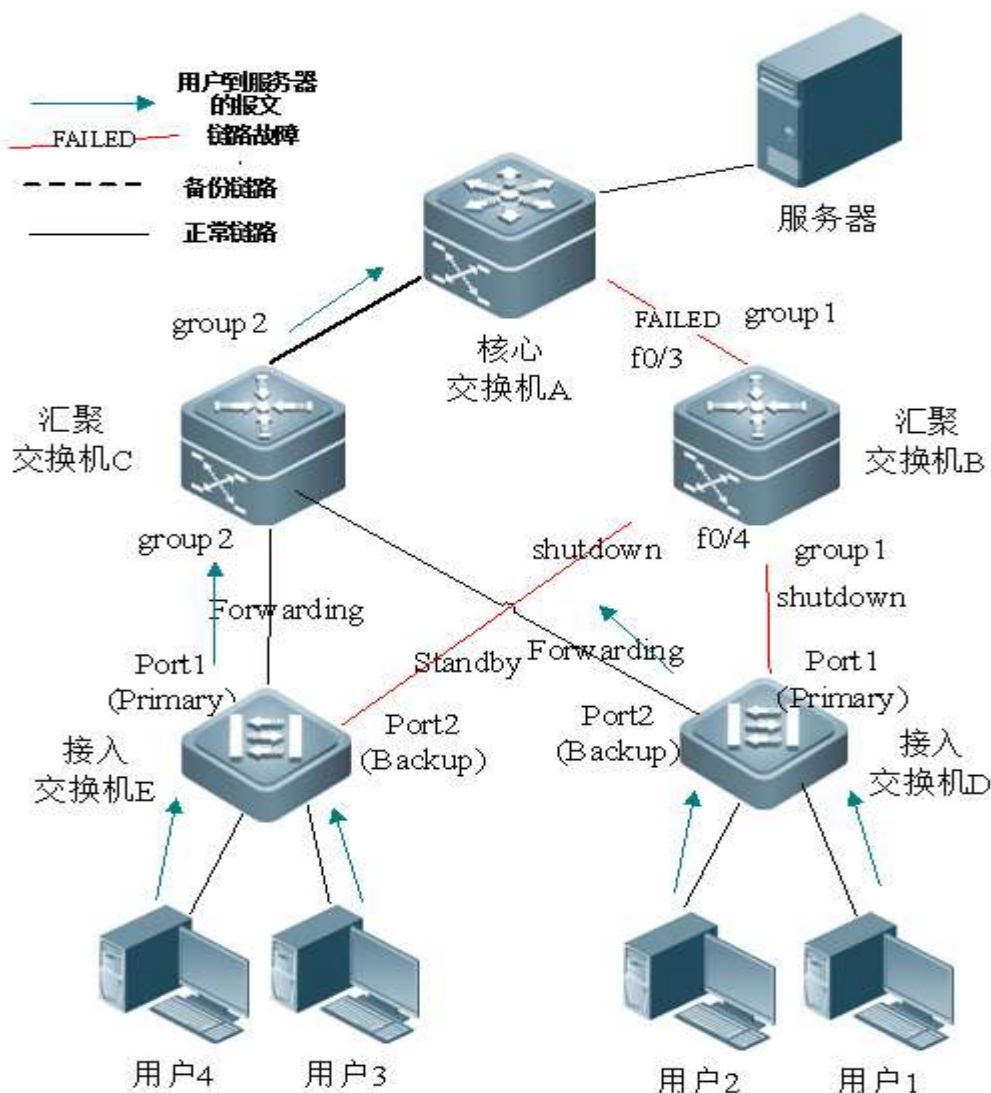 用户到服务器
的报文
FAILED
链路故障
备份链路
正常链路
服务器
group 2
FAILED
group 1
f0/3
核心
交换机A
汇聚
交换机C
汇聚
交换机B
group 2
shutdown
f0/4
group 1
Forwarding
shutdown
Standby
Forwarding
Port1
(Primary)
Port1
(Primary)
Port2
(Backup)
Port2
(Backup)
接入
交换机E
接入
交换机D
用户4
用户3
用户2
用户1